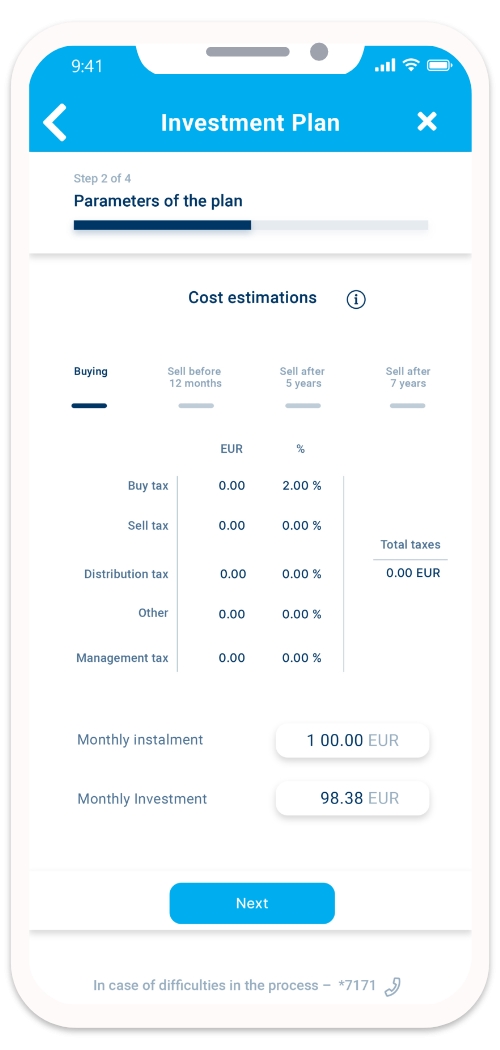 9:41
Investment Plan
Step 2 of 4
Parameters of the plan
Cost estimations
Buying
Sell before
12 months
Sell after
5 years
Sell after
7 years
EUR %
Buy tax 0.00 2.00 %
Sell tax 0.00 0.00 %
Total taxes
Distribution tax 0.00 0.00 % 0.00 EUR
Other 0.00 0.00 %
Management tax 0.00 0.00 %
Monthly instalment 1 00.00 EUR
Monthly Investment 98.38 EUR
Next
In case of difficulties in the process – *7171